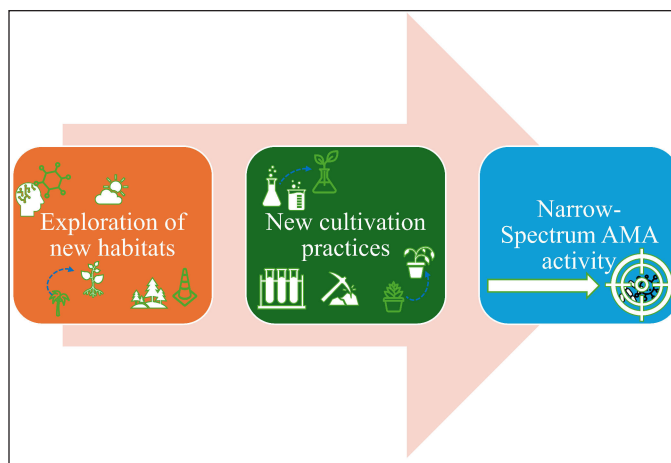 Exploration of
new habitats
New cultivation
practices
Narrow-
Spectrum AMA
activity